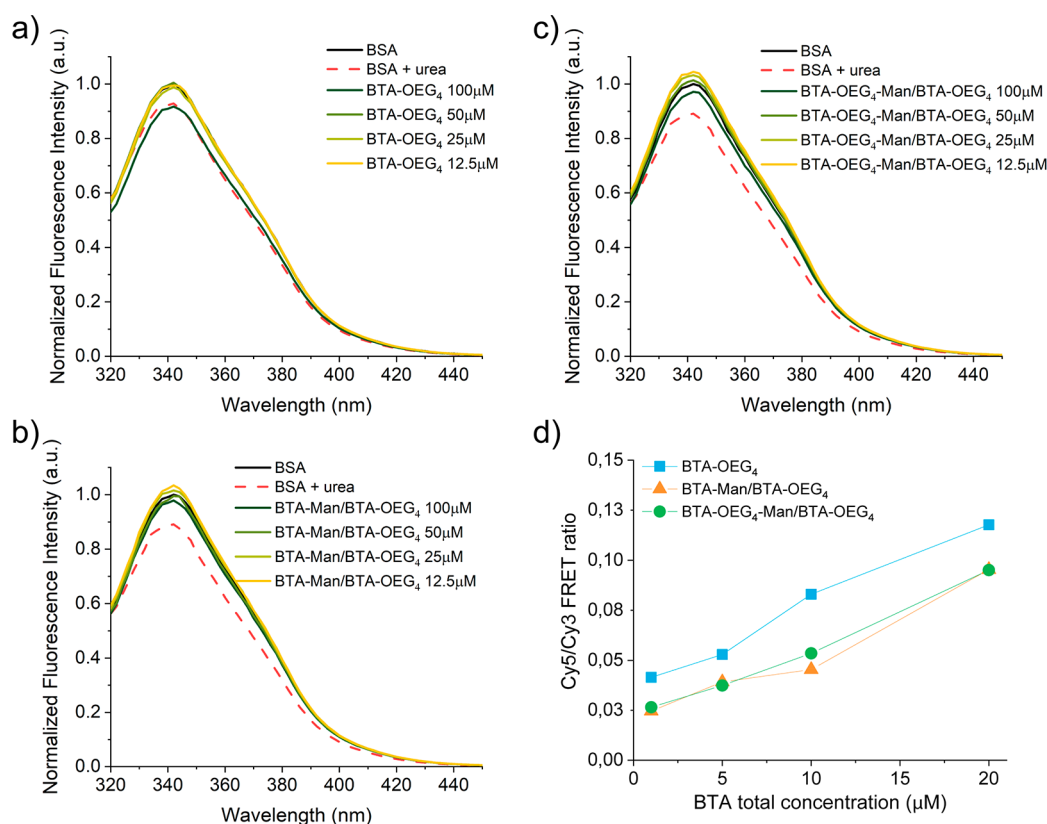 a)
Normalized Fluorescence Intensity (a.u.)
1.0
0.8
0.6
0.4
0.2
0.0
320 340 360 380 400 420 440
Wavelength (nm)
BSA
BSA + urea
BTA-OEG₄ 100μM
BTA-OEG₄ 50μM
BTA-OEG₄ 25μM
BTA-OEG₄ 12.5μM
c)
Normalized Fluorescence Intensity (a.u.)
1.0
0.8
0.6
0.4
0.2
0.0
320 340 360 380 400 420 440
Wavelength (nm)
BSA
BSA + urea
BTA-OEG₄-Man/BTA-OEG₄ 100μM
BTA-OEG₄-Man/BTA-OEG₄ 50μM
BTA-OEG₄-Man/BTA-OEG₄ 25μM
BTA-OEG₄-Man/BTA-OEG₄ 12.5μM
b)
Normalized Fluorescence Intensity (a.u.)
1.0
0.8
0.6
0.4
0.2
0.0
320 340 360 380 400 420 440
Wavelength (nm)
BSA
BSA + urea
BTA-Man/BTA-OEG₄ 100μM
BTA-Man/BTA-OEG₄ 50μM
BTA-Man/BTA-OEG₄ 25μM
BTA-Man/BTA-OEG₄ 12.5μM
d)
Cy5/Cy3 FRET ratio
0,15
0,13
0,10
0,08
0,05
0,03
0,00
0 5 10 15 20
BTA total concentration (μM)
BTA-OEG₄
BTA-Man/BTA-OEG₄
BTA-OEG₄-Man/BTA-OEG₄